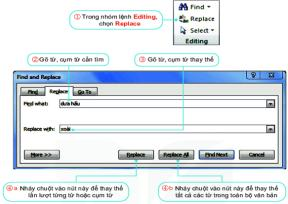 ① Trong nhóm lệnh Editing,
chọn Replace
Find
Replace
Select
Editing
② Gõ từ, cụm từ cần tìm
③ Gõ từ, cụm từ thay thế
Find and Replace
Find Replace Go To
Find what: dưa hấu
Replace with: xoài
More >> Replace Replace All Find Next Cancel
④a Nháy chuột vào nút này để thay thế
lần lượt từng từ hoặc cụm từ
④b Nháy chuột vào nút này để thay thế
tất cả các từ trong toàn bộ văn bản